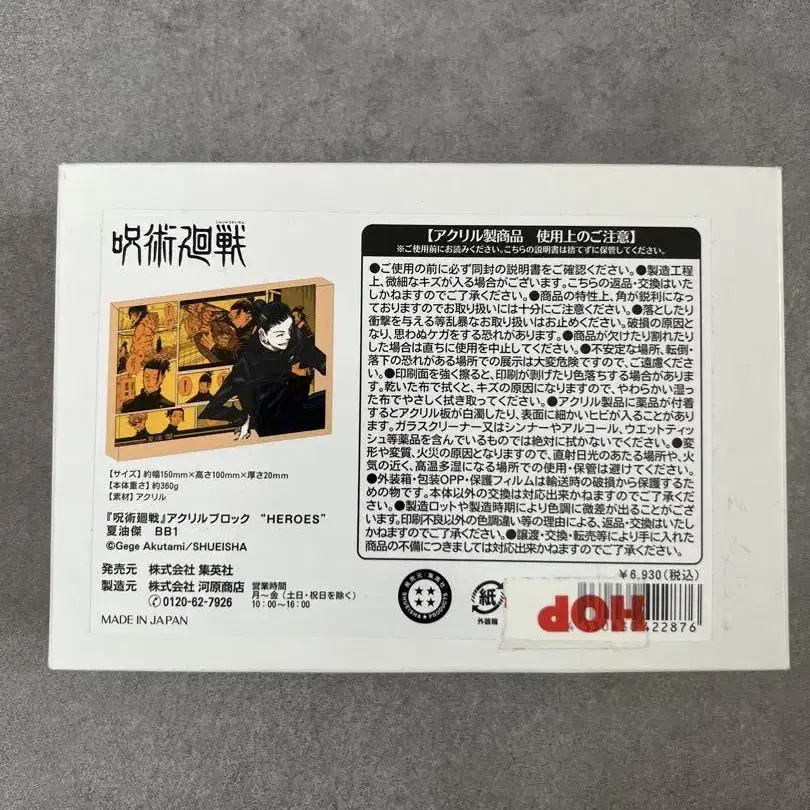 じゅじゅつかいせん
呪術廻戦
夏油 傑
【サイズ】約幅150mm×高さ100mm×厚さ20mm
【本体重さ】約360g
【素材】アクリル
『呪術廻戦』アクリルブロック “HEROES”
夏油傑 BB1
©Gege Akutami/SHUEISHA
発売元 株式会社 集英社
製造元 株式会社 河原商店
0120-62-7926
営業時間
月～金（土日・祝日を除く）
10：00～16：00
MADE IN JAPAN
【アクリル製商品 使用上のご注意】
※ご使用前にお読みください。こちらの説明書は捨てずに保管してください。
●ご使用の前に必ず同封の説明書をご確認ください。●製造工程
上、微細なキズが入る場合がございます。こちらの返品・交換はいた
しかねますのでご了承ください。●商品の特性上、角が鋭利になっ
ておりますのでお取り扱いには十分にご注意ください。●落としたり
衝撃を与える等乱暴なお取り扱いはお止めください。破損の原因と
なり、思わぬケガをする恐れがあります。●商品が欠けたり割れたり
した場合は直ちに使用を中止してください。●不安定な場所、転倒・
落下の恐れがある場所での展示は大変危険ですので、ご遠慮くださ
い。●印刷面を強く擦ると、印刷が剥げたり色落ちする場合がありま
す。乾いた布で拭くと、キズの原因になりますので、やわらかい湿っ
た布でやさしく拭き取ってください。●アクリル製品に薬品が付着
するとアクリル板が白濁したり、表面に細かいヒビが入ることがあり
ます。ガラスクリーナー又はシンナーやアルコール、ウエットティッ
シュ等薬品を含んでいるものでは絶対に拭かないでください。●変
形や変質、火災の原因となりますので、直射日光のあたる場所や、火
気の近く、高温多湿になる場所での使用・保管は避けてください。
●外装箱・包装OPP・保護フィルムは輸送時の破損から保護するた
めの物です。本体以外の交換は対応出来かねますのでご了承くださ
い。●製造ロットや製造時期により色調に微差が出ることがござ
います。印刷不良以外の色調違い等の理由による、返品・交換はいた
しかねますのでご了承ください。●譲渡・交換・転売等により手に入れた
商品の不備につきましては対応出来かねますのでご了承ください。
￥6,930(税込)
発売元 集英社
SHUEISHA PRODUCTS
紙
外装箱
HOP
422876